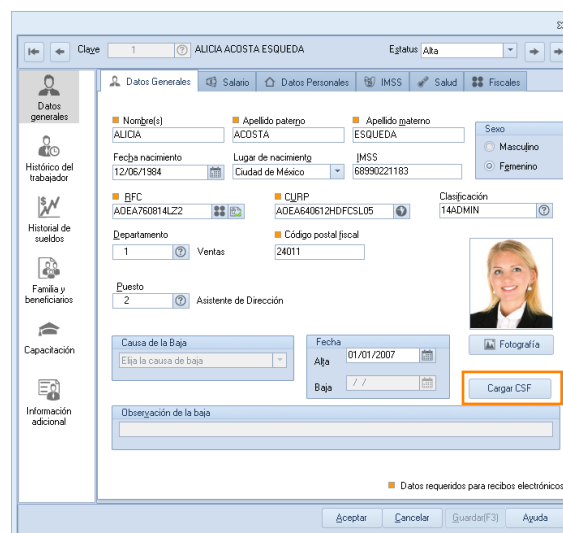 Clave 1 ALICIA ACOSTA ESQUEDA Estatus Alta
Datos generales
Histórico del trabajador
Historial de sueldos
Familia y beneficiarios
Capacitación
Información adicional
Datos Generales Salario Datos Personales IMSS Salud Fiscales
Nombre(s) Apellido paterno Apellido materno
ALICIA ACOSTA ESQUEDA
Sexo
Masculino
Femenino
Fecha nacimiento Lugar de nacimiento IMSS
12/06/1984 Ciudad de México 68990221183
RFC CURP Clasificación
AOEA760814LZ2 AOEA640612HDFCSL05 14ADMIN
Departamento Código postal fiscal
1 Ventas 24011
Puesto
2 Asistente de Dirección
Fotografía
Causa de la Baja Fecha
Elija la causa de baja Alta 01/01/2007
Baja / /
Cargar CSF
Observación de la baja
Datos requeridos para recibos electrónicos
Aceptar Cancelar Guardar(F3) Ayuda